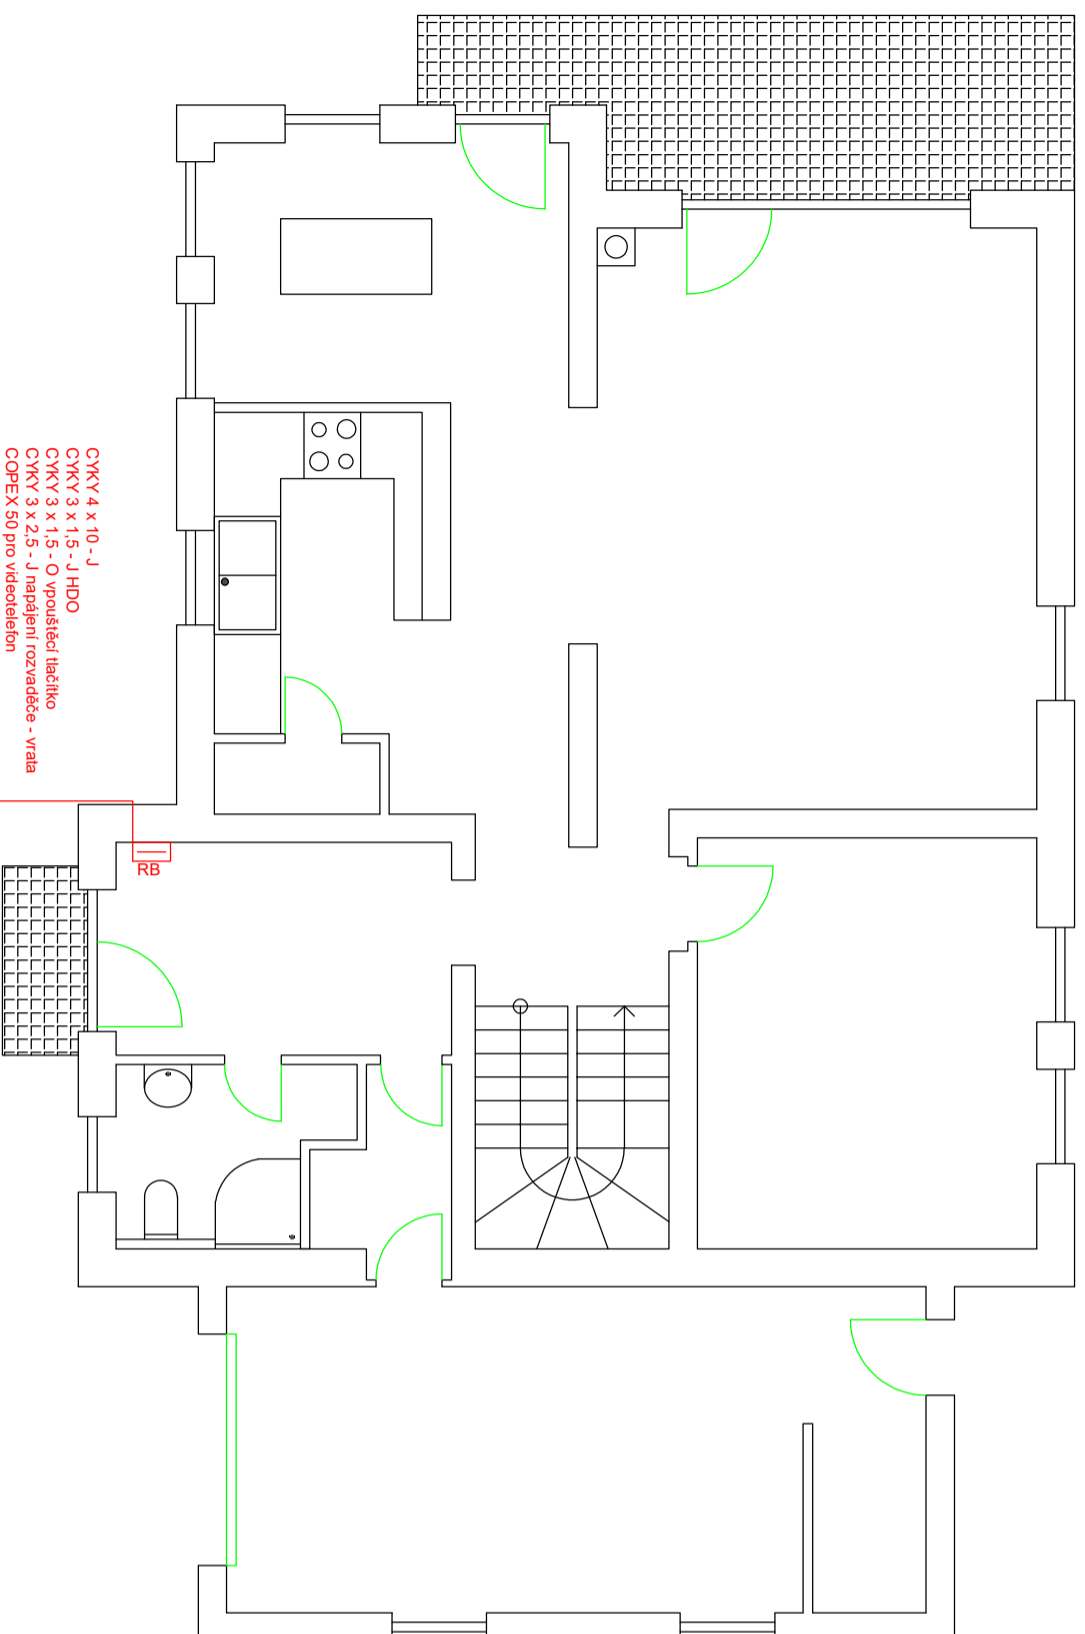 CYKY 4 x 10 - J
CYKY 3 x 1,5 - J HDO
CYKY 3 x 1,5 - O vpouštěcí tlačítko
CYKY 3 x 2,5 - J napájení rozvaděče - vrata
COPEX 50 pro videotelefon
RB